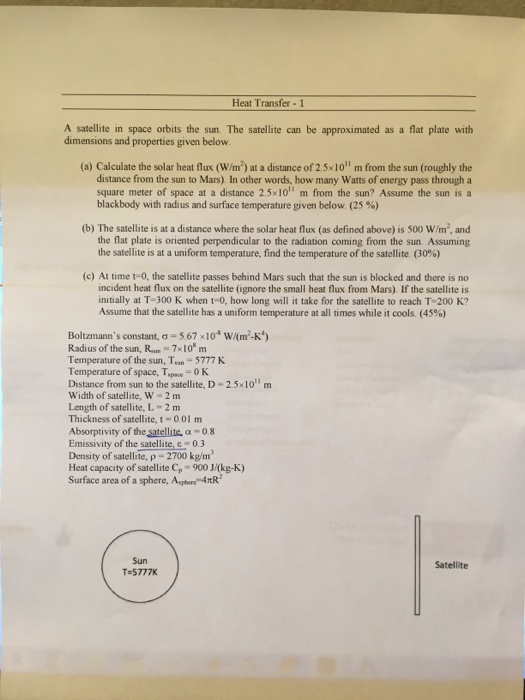 Heat Transfer - 1
A satellite in space orbits the sun. The satellite can be approximated as a flat plate with
dimensions and properties given below.
(a) Calculate the solar heat flux (W/m²) at a distance of 2.5×10¹¹ m from the sun (roughly the
distance from the sun to Mars). In other words, how many Watts of energy pass through a
square meter of space at a distance 2.5×10¹¹ m from the sun? Assume the sun is a
blackbody with radius and surface temperature given below. (25 %)
(b) The satellite is at a distance where the solar heat flux (as defined above) is 500 W/m², and
the flat plate is oriented perpendicular to the radiation coming from the sun. Assuming
the satellite is at a uniform temperature, find the temperature of the satellite. (30%)
(c) At time t=0, the satellite passes behind Mars such that the sun is blocked and there is no
incident heat flux on the satellite (ignore the small heat flux from Mars). If the satellite is
initially at T=300 K when t=0, how long will it take for the satellite to reach T=200 K?
Assume that the satellite has a uniform temperature at all times while it cools. (45%)
Boltzmann's constant, σ = 5.67 ×10⁻⁸ W/(m²-K⁴)
Radius of the sun, Rsun = 7×10⁸ m
Temperature of the sun, Tsun = 5777 K
Temperature of space, Tspace = 0 K
Distance from sun to the satellite, D = 2.5×10¹¹ m
Width of satellite, W = 2 m
Length of satellite, L = 2 m
Thickness of satellite, t = 0.01 m
Absorptivity of the satellite, α = 0.8
Emissivity of the satellite, ε = 0.3
Density of satellite, ρ = 2700 kg/m³
Heat capacity of satellite Cp = 900 J/(kg-K)
Surface area of a sphere, Asphere=4πR²
Sun
T=5777K
Satellite